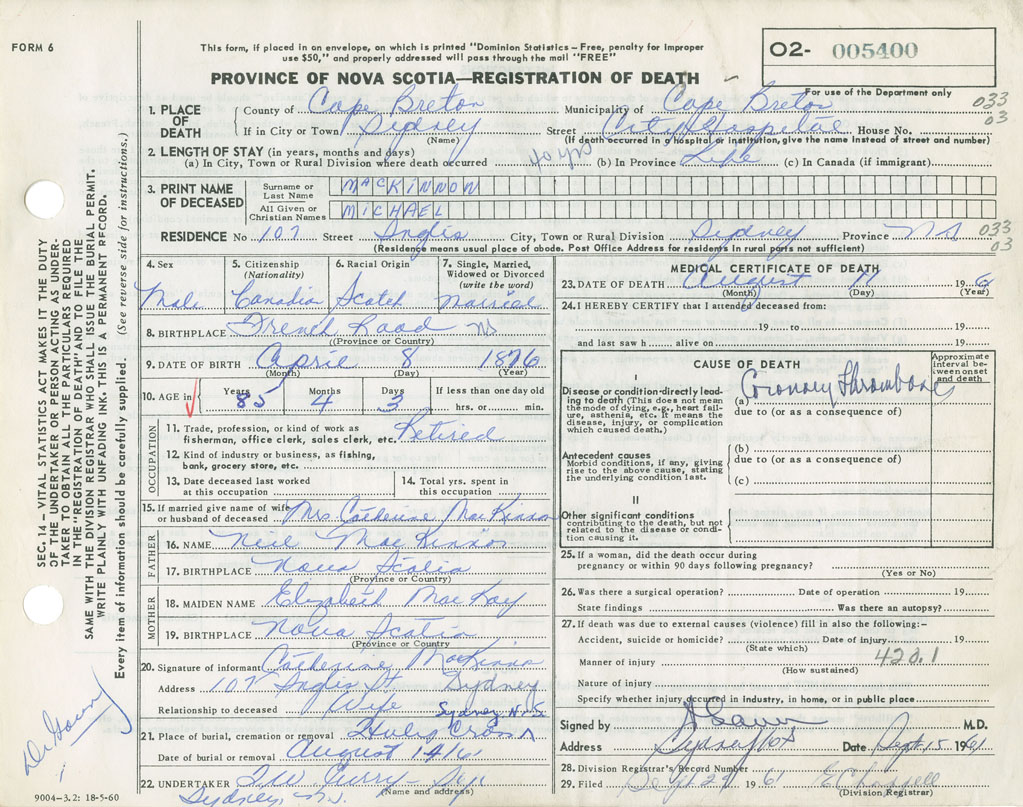 FORM 6
This form, if placed in an envelope, on which is printed "Dominion Statistics – Free, penalty for improper
use $50," and properly addressed will pass through the mail "FREE"
O2- 005400
PROVINCE OF NOVA SCOTIA—REGISTRATION OF DEATH
For use of the Department only
1. PLACE OF DEATH
County of Cape Breton Municipality of Cape Breton 033
03
If in City or Town Sydney Street City Hospital House No.
(Name) (If death occurred in a hospital or institution, give the name instead of street and number)
2. LENGTH OF STAY (in years, months and days)
(a) In City, Town or Rural Division where death occurred 40 yrs (b) In Province Life (c) In Canada (if immigrant)
3. PRINT NAME OF DECEASED
Surname or Last Name MACKINNON
All Given or Christian Names MICHAEL
RESIDENCE No 107 Street Inglis City, Town or Rural Division Sydney Province NS 033
03
(Residence means usual place of abode. Post Office Address for residents in rural parts not sufficient)
4. Sex Male
5. Citizenship (Nationality) Canadia
6. Racial Origin Scotch
7. Single, Married, Widowed or Divorced (write the word) Married
8. BIRTHPLACE French Road NS
(Province or Country)
9. DATE OF BIRTH April 8 1876
(Month) (Day) (Year)
10. AGE in Years 85 Months 4 Days 3 If less than one day old
hrs. or min.
OCCUPATION
11. Trade, profession, or kind of work as
fisherman, office clerk, sales clerk, etc. Retired
12. Kind of industry or business, as fishing,
bank, grocery store, etc.
13. Date deceased last worked
at this occupation
14. Total yrs. spent in
this occupation
15. If married give name of wife
or husband of deceased Mrs. Catherine MacKinnon
FATHER
16. NAME Neil MacKinnon
17. BIRTHPLACE Nova Scotia
(Province or Country)
MOTHER
18. MAIDEN NAME Elizabeth MacKay
19. BIRTHPLACE Nova Scotia
(Province or Country)
20. Signature of informant Catherine MacKinnon
Address 107 Inglis St Sydney
Relationship to deceased Wife Sydney N.S.
21. Place of burial, cremation or removal
Date of burial or removal August 14/61
22. UNDERTAKER
(Name and address)
Sydney, N.S.
9004-3.2: 18-5-60
MEDICAL CERTIFICATE OF DEATH
23. DATE OF DEATH August 11 196
(Month) (Day) (Year)
24. I HEREBY CERTIFY that I attended deceased from:
19 to 19
and last saw h alive on 19
CAUSE OF DEATH
Approximate interval between onset and death
I
Disease or condition directly leading to death (This does not mean
the mode of dying, e.g., heart failure, asthenia, etc. It means the
disease, injury, or complication
which caused death.)
(a) Coronary Thrombosis
due to (or as a consequence of)
Antecedent causes
Morbid conditions, if any, giving
rise to the above cause, stating
the underlying condition last.
(b)
due to (or as a consequence of)
(c)
II
Other significant conditions
contributing to the death, but not
related to the disease or condition causing it.
25. If a woman, did the death occur during
pregnancy or within 90 days following pregnancy?
(Yes or No)
26. Was there a surgical operation? Date of operation 19
State findings Was there an autopsy?
27. If death was due to external causes (violence) fill in also the following:–
Accident, suicide or homicide? Date of injury 19
(State which)
420.1
Manner of injury
(How sustained)
Nature of injury
Specify whether injury occurred in industry, in home, or in public place
Signed by M.D.
Address Sydney NS Date Sept. 15 1961
28. Division Registrar's Record Number
29. Filed 29 1961
(Division Registrar)
SEC. 14 – VITAL STATISTICS ACT MAKES IT THE DUTY
OF THE UNDERTAKER OR PERSON ACTING AS UNDERTAKER TO OBTAIN ALL THE PARTICULARS REQUIRED
IN THE "REGISTRATION OF DEATH" AND TO FILE THE
SAME WITH THE DIVISION REGISTRAR WHO SHALL ISSUE THE BURIAL PERMIT.
WRITE PLAINLY WITH UNFADING INK. THIS IS A PERMANENT RECORD.
Every item of information should be carefully supplied. (See reverse side for instructions.)